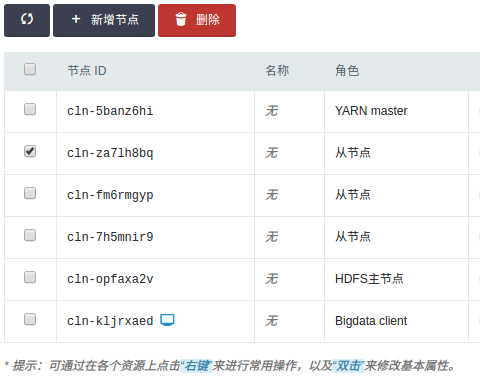 新增节点 删除
节点 ID 名称 角色
cln-5banz6hi 无 YARN master
cln-za7lh8bq 无 从节点
cln-fm6rmgyp 无 从节点
cln-7h5mnir9 无 从节点
cln-opfaxa2v 无 HDFS主节点
cln-kljrxaed 无 Bigdata client
* 提示：可通过在各个资源上点击“右键”来进行常用操作，以及“双击”来修改基本属性。